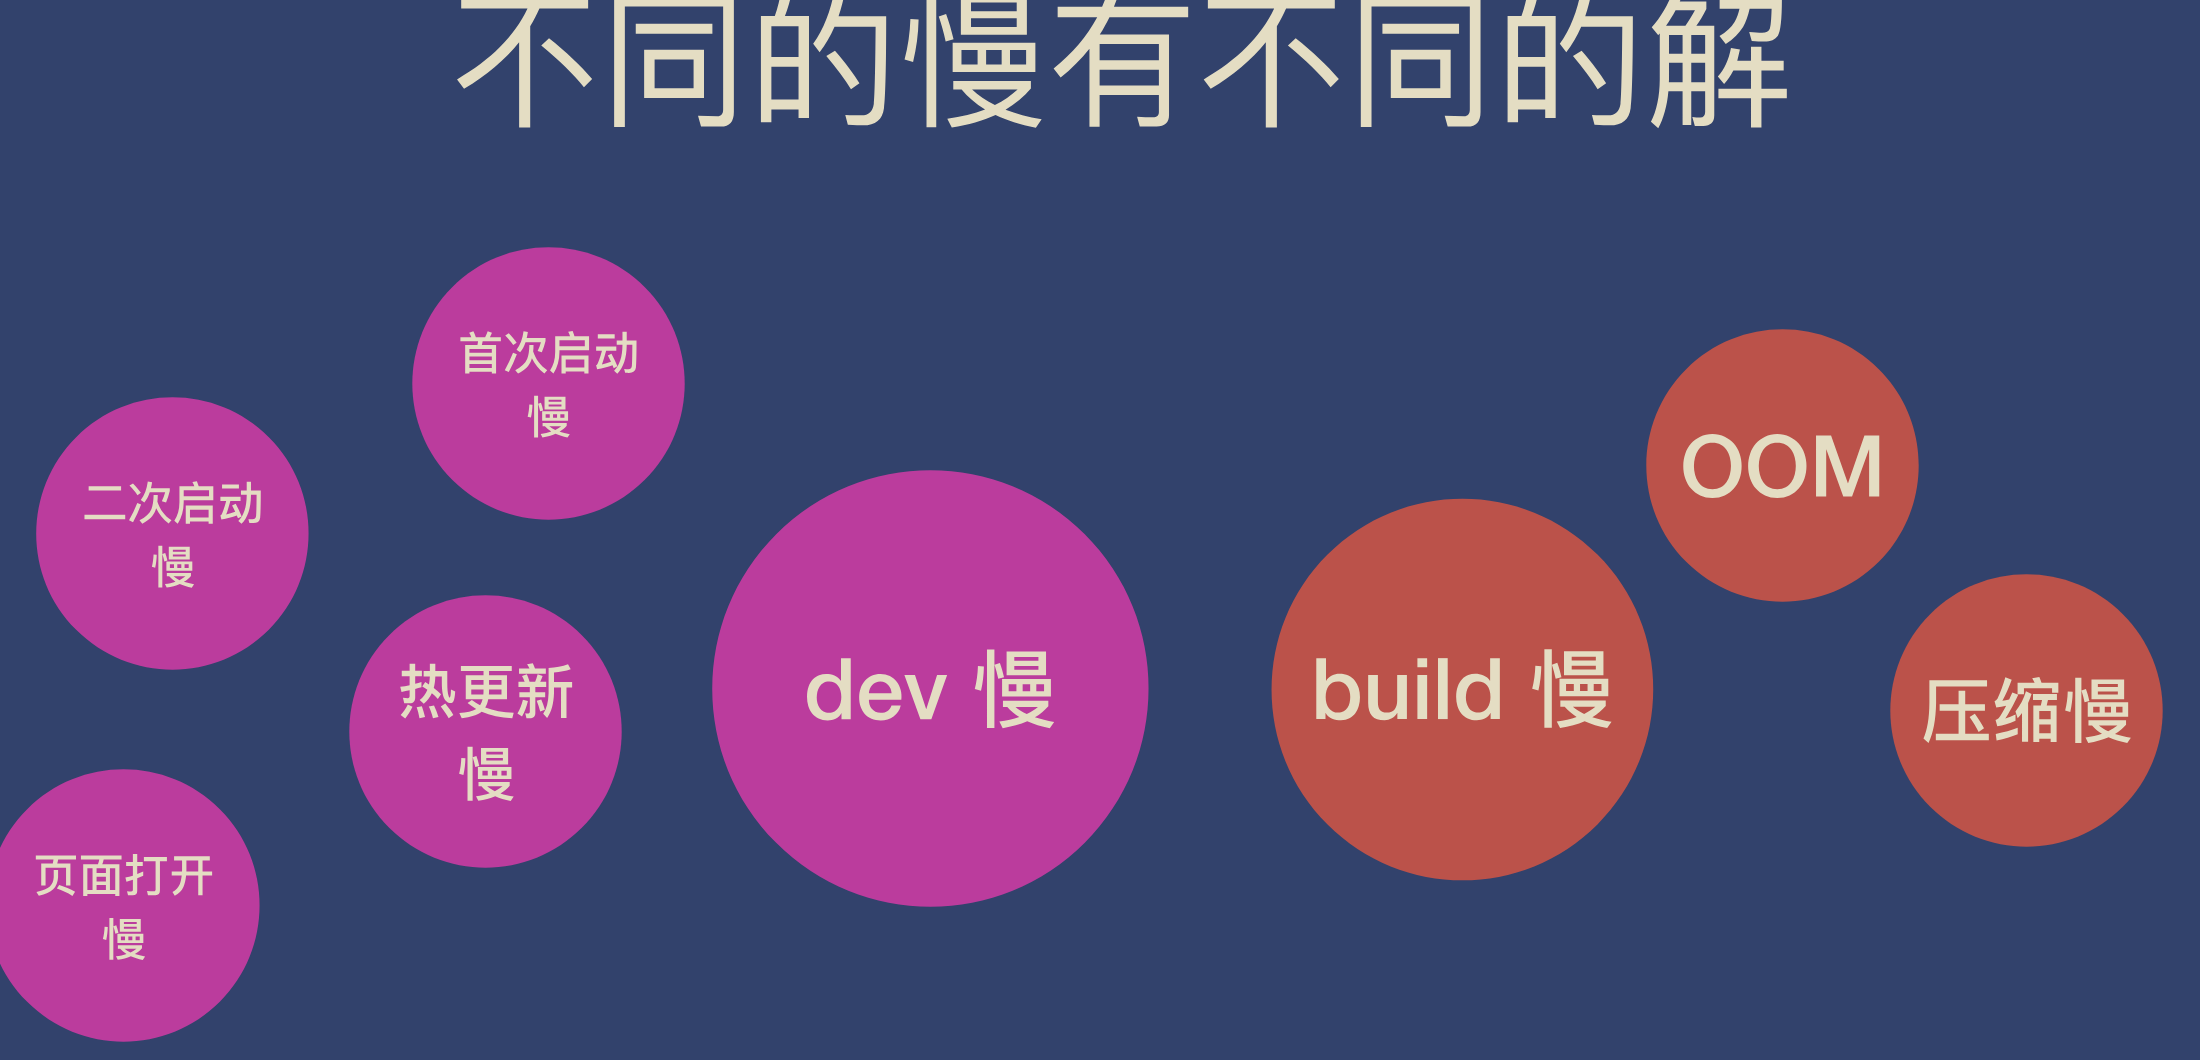 不同的慢有不同的解
首次启动
慢
二次启动
慢
热更新
慢
页面打开
慢
dev 慢
build 慢
OOM
压缩慢